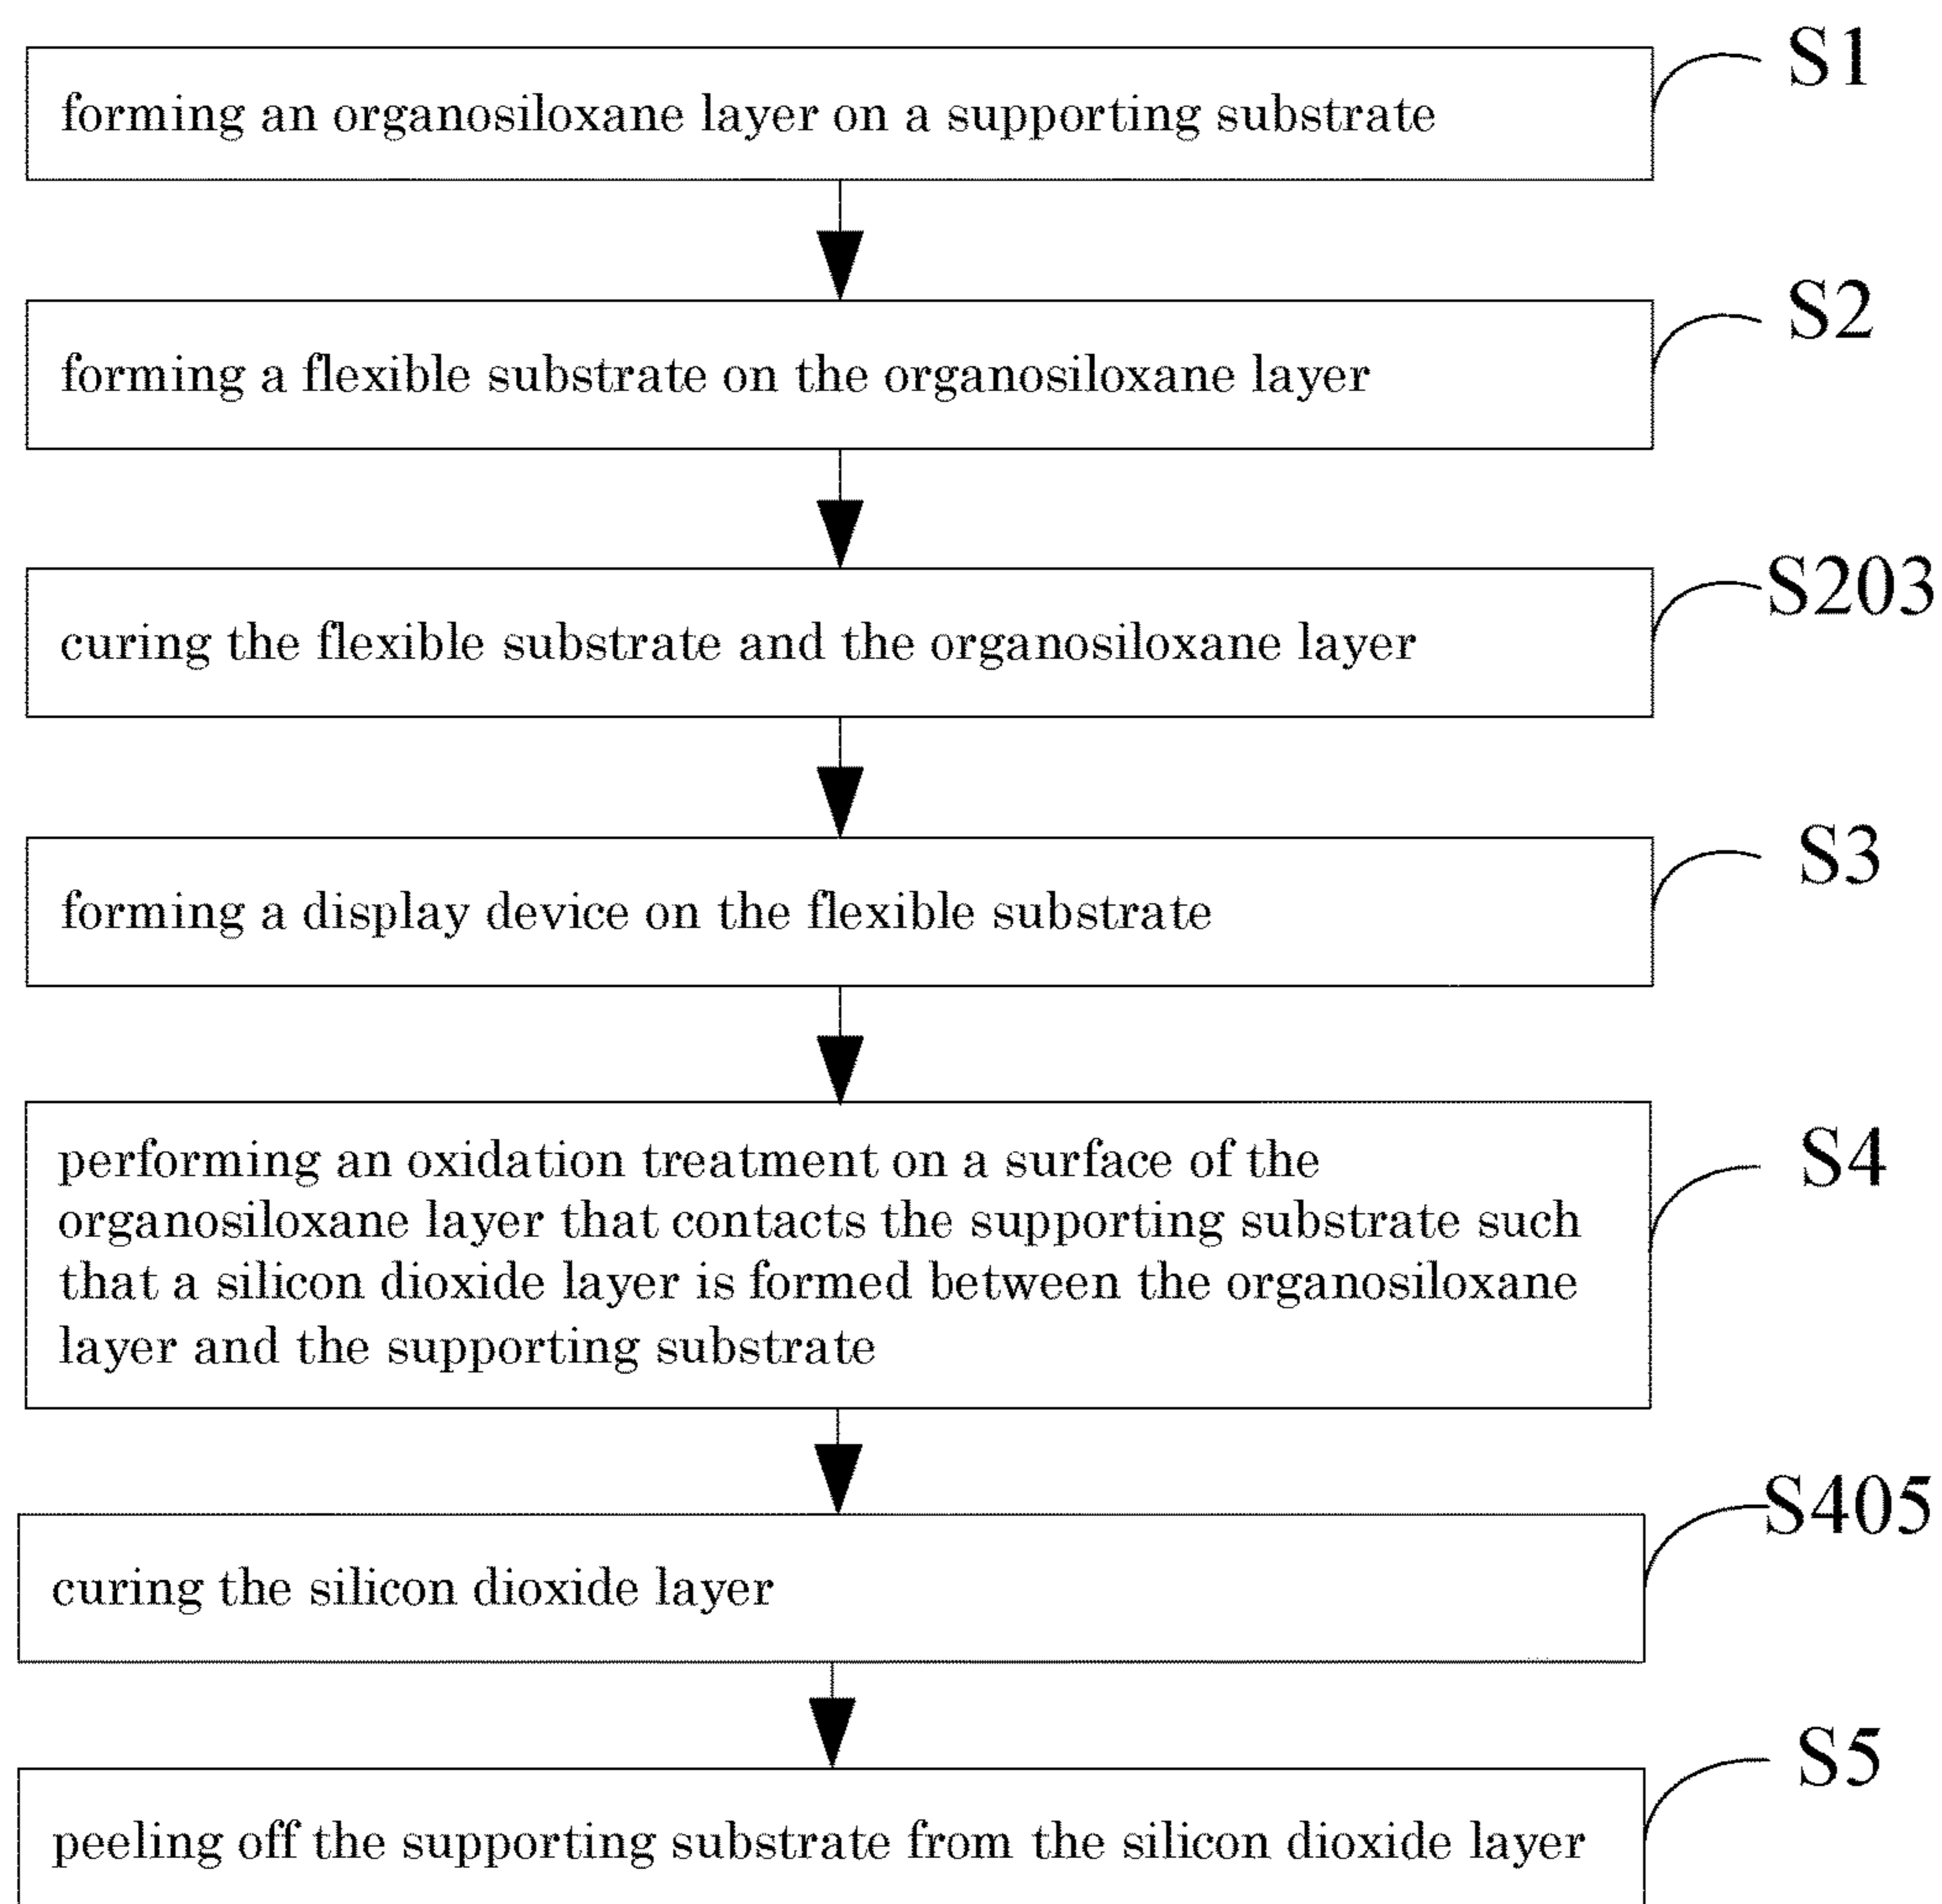 S1
forming an organosiloxane layer on a supporting substrate
S2
forming a flexible substrate on the organosiloxane layer
S203
curing the flexible substrate and the organosiloxane layer
S3
forming a display device on the flexible substrate
S4
performing an oxidation treatment on a surface of the
organosiloxane layer that contacts the supporting substrate such
that a silicon dioxide layer is formed between the organosiloxane
layer and the supporting substrate
S405
curing the silicon dioxide layer
S5
peeling off the supporting substrate from the silicon dioxide layer